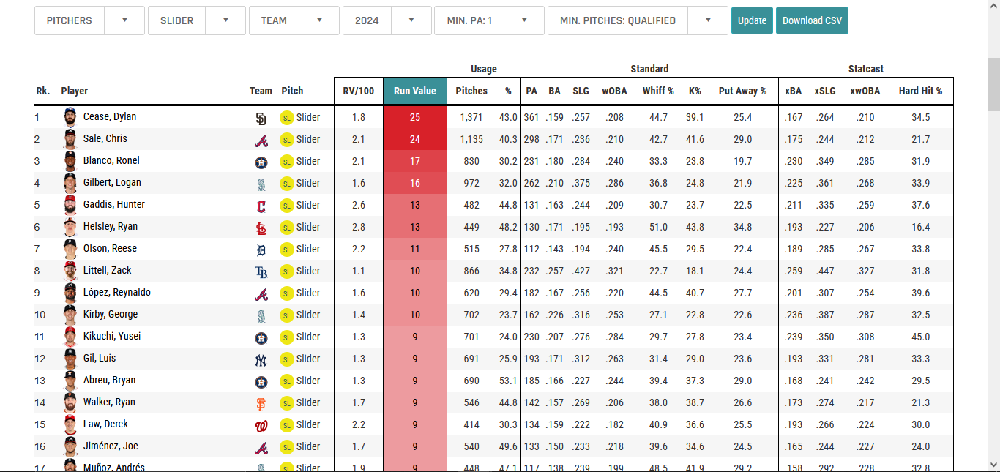 PITCHERS ▼ SLIDER ▼ TEAM ▼ 2024 ▼ MIN. PA: 1 ▼ MIN. PITCHES: QUALIFIED ▼ Update Download CSV
Usage Standard Statcast
Rk. Player Team Pitch RV/100 Run Value Pitches % PA BA SLG wOBA Whiff % K% Put Away % xBA xSLG xwOBA Hard Hit %
1 Cease, Dylan SD SL Slider 1.8 25 1,371 43.0 361 .159 .257 .208 44.7 39.1 25.4 .167 .264 .210 34.5
2 Sale, Chris A SL Slider 2.1 24 1,135 40.3 298 .171 .236 .210 42.7 41.6 29.0 .175 .244 .212 21.7
3 Blanco, Ronel H SL Slider 2.1 17 830 30.2 231 .180 .284 .240 33.3 23.8 19.7 .230 .349 .285 31.9
4 Gilbert, Logan S SL Slider 1.6 16 972 32.0 262 .210 .375 .286 36.8 24.8 21.9 .225 .361 .268 33.9
5 Gaddis, Hunter C SL Slider 2.6 13 482 44.8 131 .163 .244 .209 30.7 23.7 22.5 .211 .335 .259 37.6
6 Helsley, Ryan STL SL Slider 2.8 13 449 48.2 130 .171 .195 .193 51.0 43.8 34.8 .193 .227 .206 16.4
7 Olson, Reese D SL Slider 2.2 11 515 27.8 112 .143 .194 .240 45.5 29.5 22.4 .189 .285 .267 33.8
8 Littell, Zack TB SL Slider 1.1 10 866 34.8 232 .257 .427 .321 22.7 18.1 24.4 .259 .447 .327 31.8
9 López, Reynaldo A SL Slider 1.6 10 620 29.4 182 .167 .256 .220 44.5 40.7 27.7 .201 .307 .254 39.6
10 Kirby, George S SL Slider 1.4 10 702 23.7 162 .226 .316 .253 27.1 22.8 22.6 .236 .387 .287 32.5
11 Kikuchi, Yusei H SL Slider 1.3 9 701 24.0 230 .207 .276 .284 29.7 27.8 23.4 .239 .350 .308 45.0
12 Gil, Luis NY SL Slider 1.3 9 691 25.9 193 .171 .312 .263 31.4 29.0 23.6 .193 .331 .281 33.3
13 Abreu, Bryan H SL Slider 1.3 9 690 53.1 185 .166 .227 .244 39.4 37.3 29.0 .168 .241 .242 29.5
14 Walker, Ryan SF SL Slider 1.7 9 546 44.8 142 .157 .269 .206 38.0 38.7 26.6 .173 .274 .217 21.3
15 Law, Derek W SL Slider 2.2 9 414 30.3 134 .159 .222 .182 40.9 36.6 25.5 .193 .266 .224 30.0
16 Jiménez, Joe A SL Slider 1.7 9 540 49.6 133 .150 .233 .218 39.6 34.6 24.5 .165 .244 .227 24.0
17 Muñoz, Andrés S SL Slider 1.9 9 448 47.1 117 .138 .239 .199 48.5 41.9 29.2 .158 .292 .228 32.8